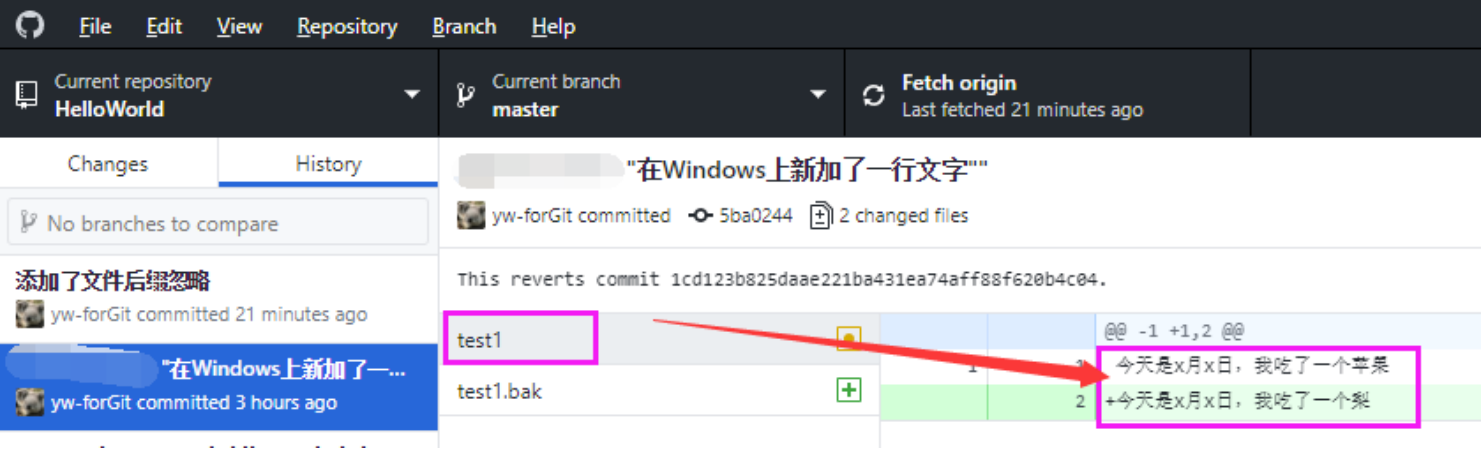 File Edit View Repository Branch Help
Current repository
HelloWorld
Current branch
master
Fetch origin
Last fetched 21 minutes ago
Changes
History
No branches to compare
添加了文件后缀忽略
yw-forGit committed 21 minutes ago
"在Windows上新加了一...
yw-forGit committed 3 hours ago
"在Windows上新加了一行文字""
yw-forGit committed 5ba0244 2 changed files
This reverts commit 1cd123b825daae221ba431ea74aff88f620b4c04.
test1
test1.bak
@@ -1 +1,2 @@
1 今天是x月x日，我吃了一个苹果
2 +今天是x月x日，我吃了一个梨